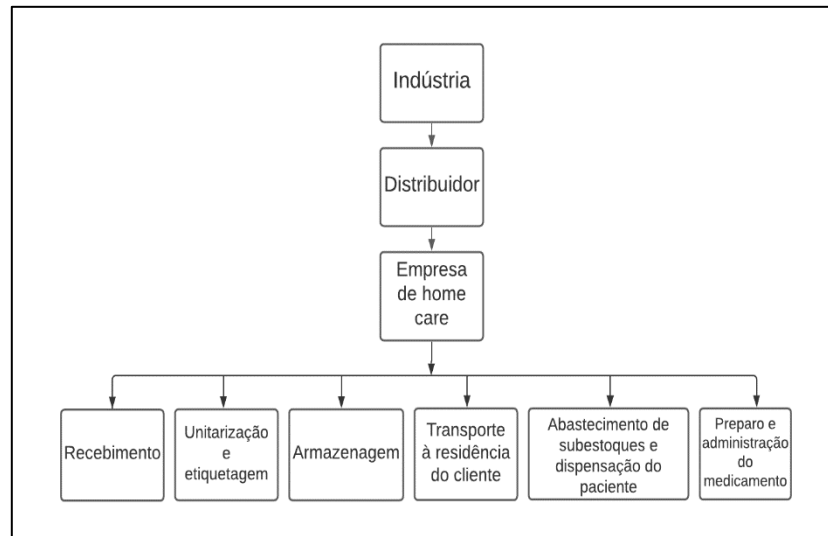 Indústria
Distribuidor
Empresa
de home
care
Recebimento
Unitarização
e
etiquetagem
Armazenagem
Transporte
à residência
do cliente
Abastecimento de
subestoques e
dispensação do
paciente
Preparo e
administração
do
medicamento